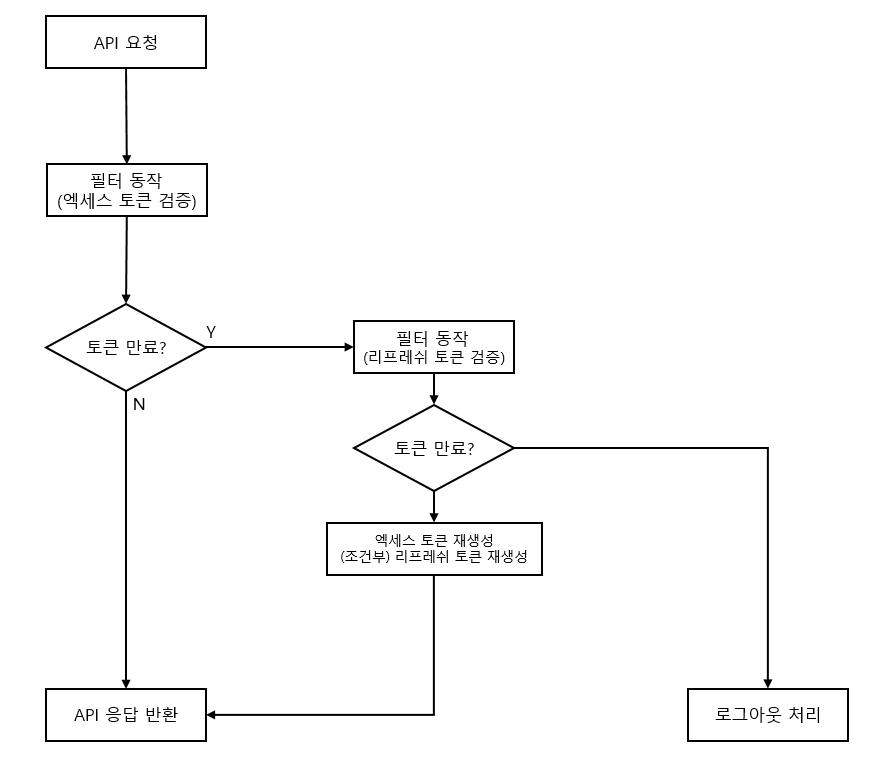 API 요청
필터 동작
(엑세스 토큰 검증)
토큰 만료?
Y
N
필터 동작
(리프레쉬 토큰 검증)
토큰 만료?
엑세스 토큰 재생성
(조건부) 리프레쉬 토큰 재생성
API 응답 반환
로그아웃 처리